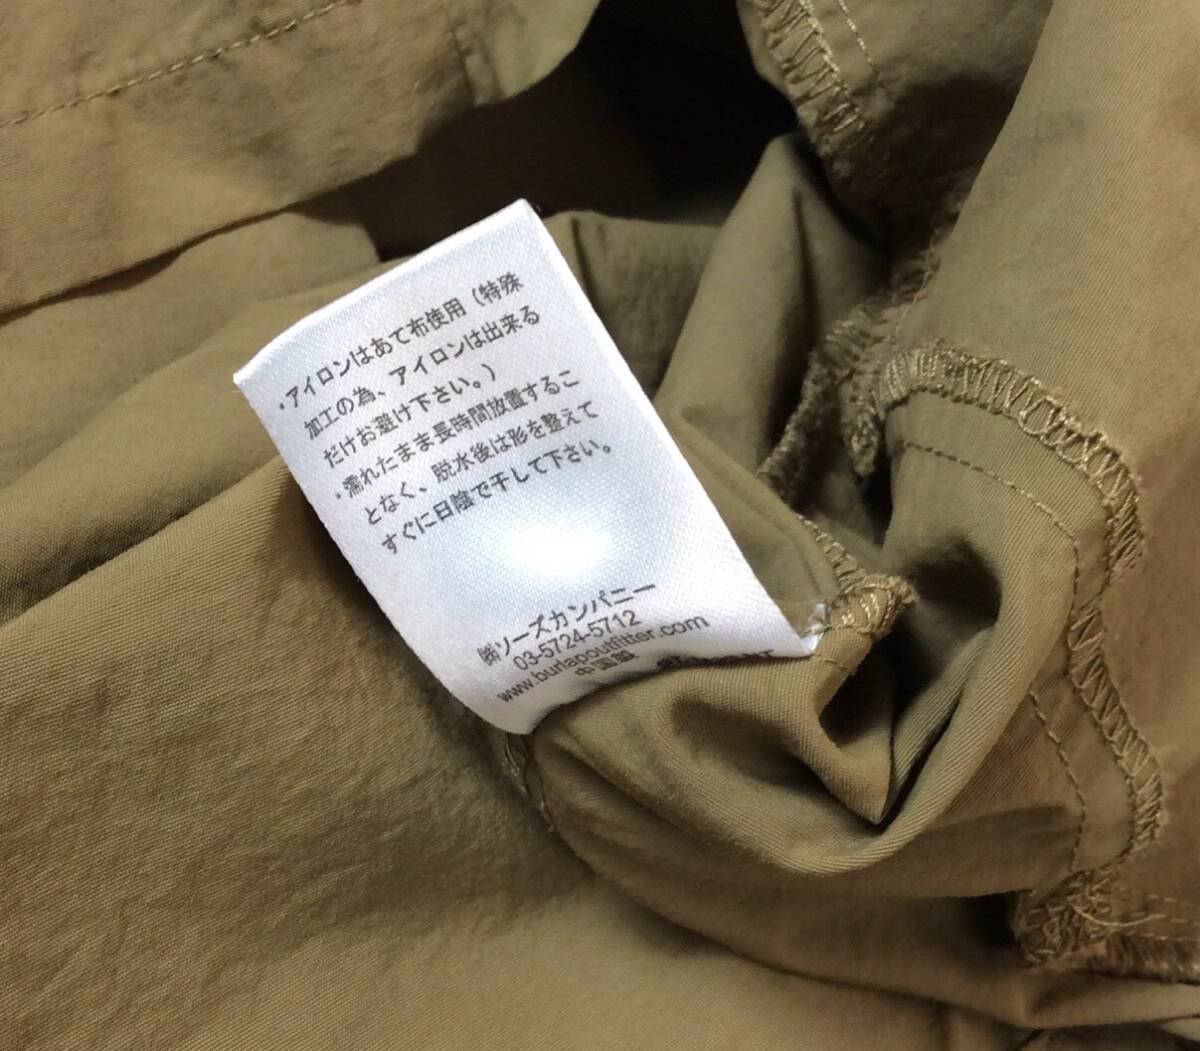 ・アイロンはあて布使用（特殊
加工の為、アイロンは出来る
だけお避け下さい。）
・濡れたまま長時間放置するこ
となく、脱水後は形を整えて
すぐに日陰で干して下さい。
㈱ソーズカンパニー
03-5724-5712
www.burlapoutfitter.com
中国製